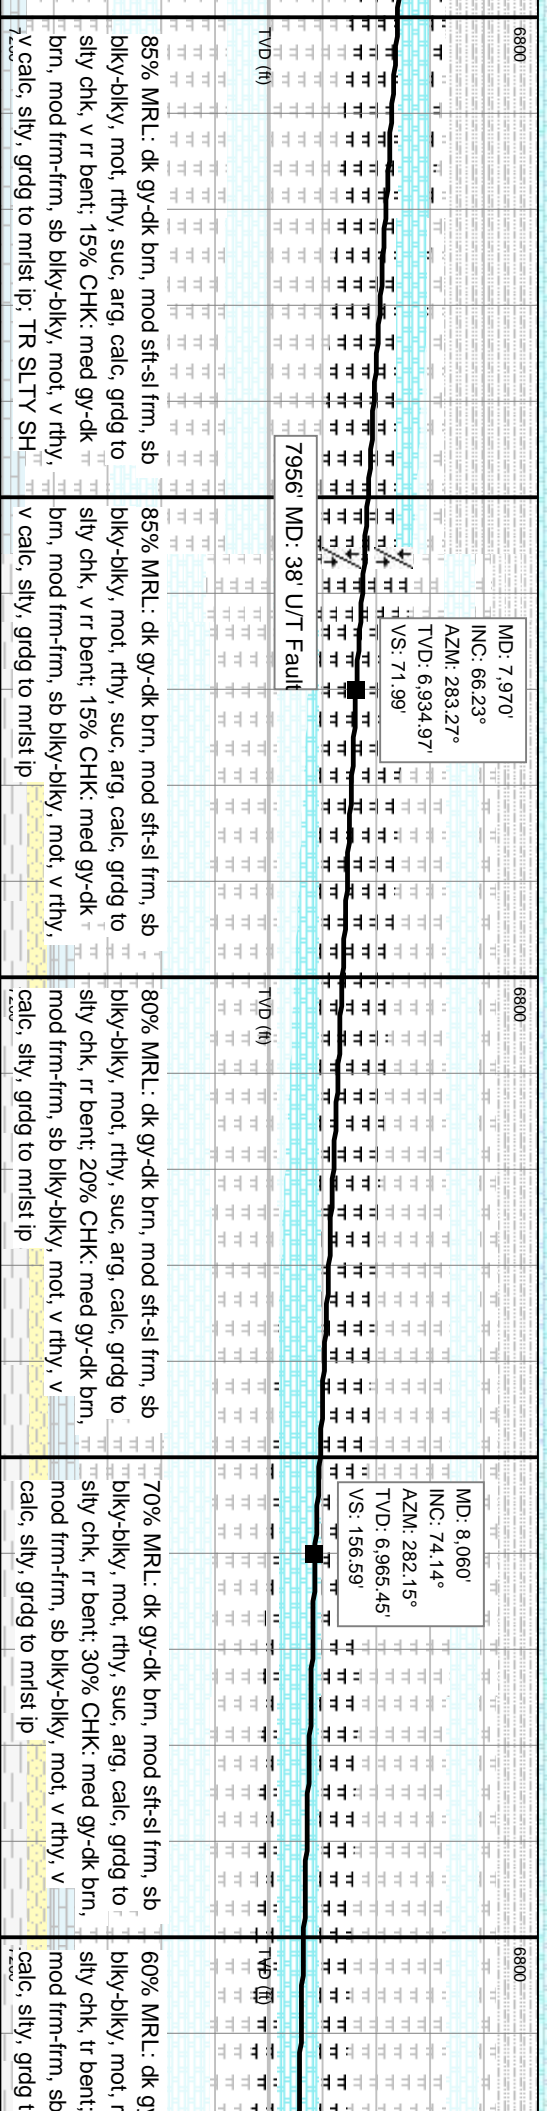 6800
TVD (ft)
85% MRL: dk gy-dk brn, mod sft-sl frm, sb
blky-blky, mot, rthy, suc, arg, calc, grdg to
slty chk, v rr bent; 15% CHK: med gy-dk
brn, mod frm-frm, sb blky-blky, mot, v rthy,
v calc, slty, grdg to mrlst ip; TR SLTY SH
7956' MD: 38' U/T Fault
MD: 7,970'
INC: 66.23°
AZM: 283.27°
TVD: 6,934.97'
VS: 71.99'
85% MRL: dk gy-dk brn, mod sft-sl frm, sb
blky-blky, mot, rthy, suc, arg, calc, grdg to
slty chk, v rr bent; 15% CHK: med gy-dk
brn, mod frm-frm, sb blky-blky, mot, v rthy,
v calc, slty, grdg to mrlst ip
6800
TVD (ft)
80% MRL: dk gy-dk brn, mod sft-sl frm, sb
blky-blky, mot, rthy, suc, arg, calc, grdg to
slty chk, rr bent; 20% CHK: med gy-dk brn,
mod frm-frm, sb blky-blky, mot, v rthy, v
calc, slty, grdg to mrlst ip
MD: 8,060'
INC: 74.14°
AZM: 282.15°
TVD: 6,965.45'
VS: 156.59'
70% MRL: dk gy-dk brn, mod sft-sl frm, sb
blky-blky, mot, rthy, suc, arg, calc, grdg to
slty chk, rr bent; 30% CHK: med gy-dk brn,
mod frm-frm, sb blky-blky, mot, v rthy, v
calc, slty, grdg to mrlst ip
6800
TVD (ft)
60% MRL: dk
blky-blky, mot,
slty chk, tr bent;
mod frm-frm, sb
calc, slty, grdg